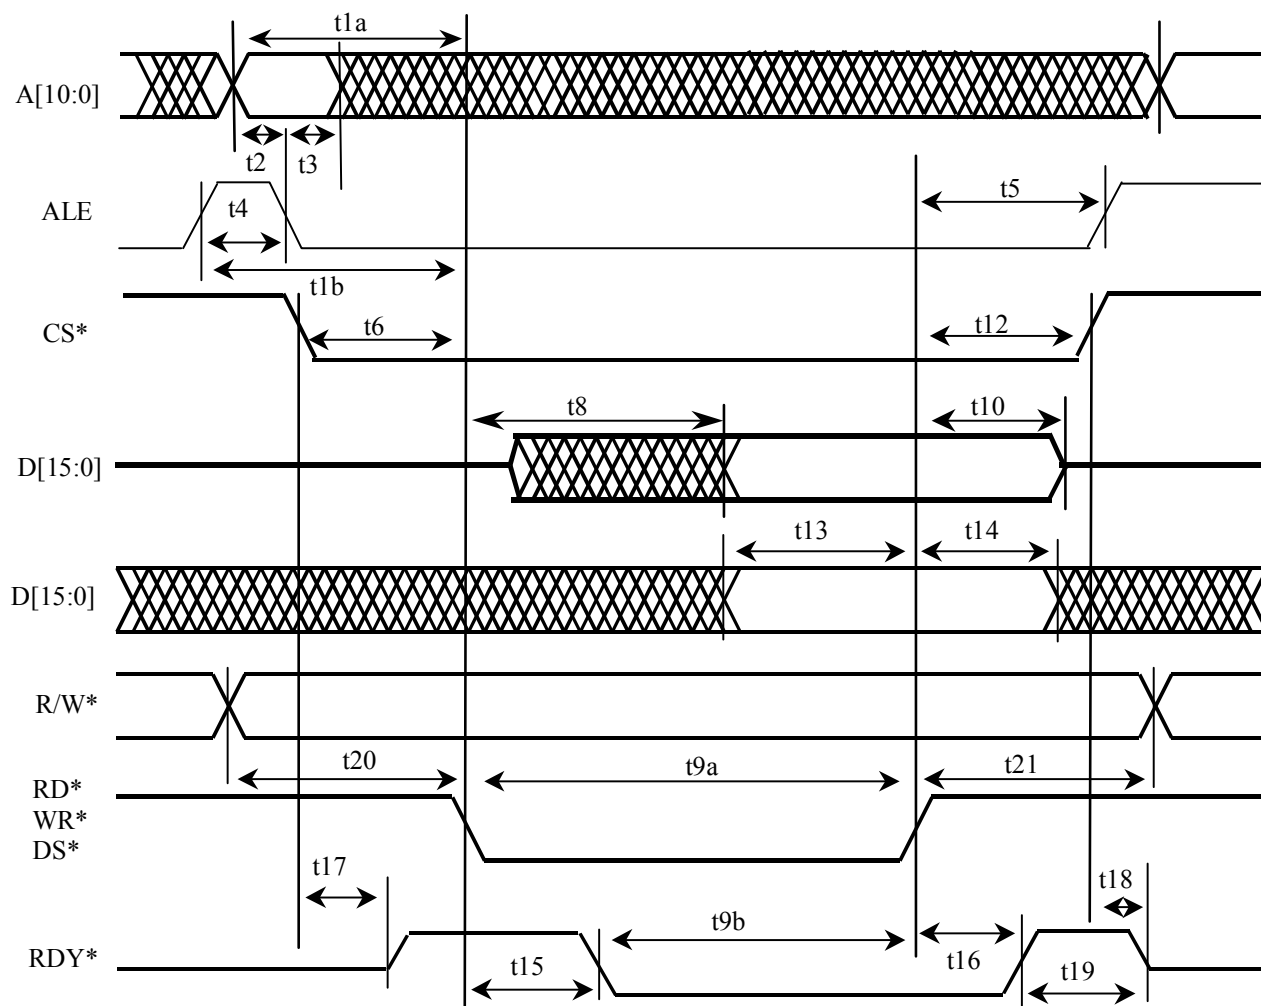 t1a
A[10:0]
t2 t3
ALE
t4
t5
t1b
CS*
t6
t12
t8
t10
D[15:0]
t13
t14
D[15:0]
R/W*
t20
t9a
t21
RD*
WR*
DS*
t17
t18
t9b
RDY*
t15
t16
t19